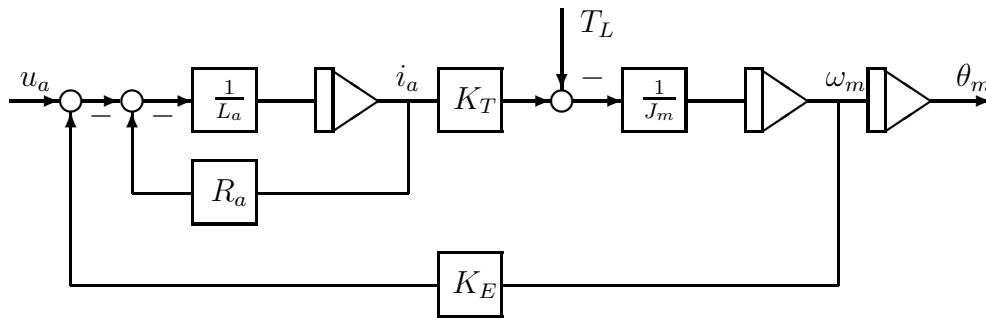 T_L
u_a
−
−
1/L_a
i_a
K_T
−
1/J_m
ω_m
θ_m
R_a
K_E